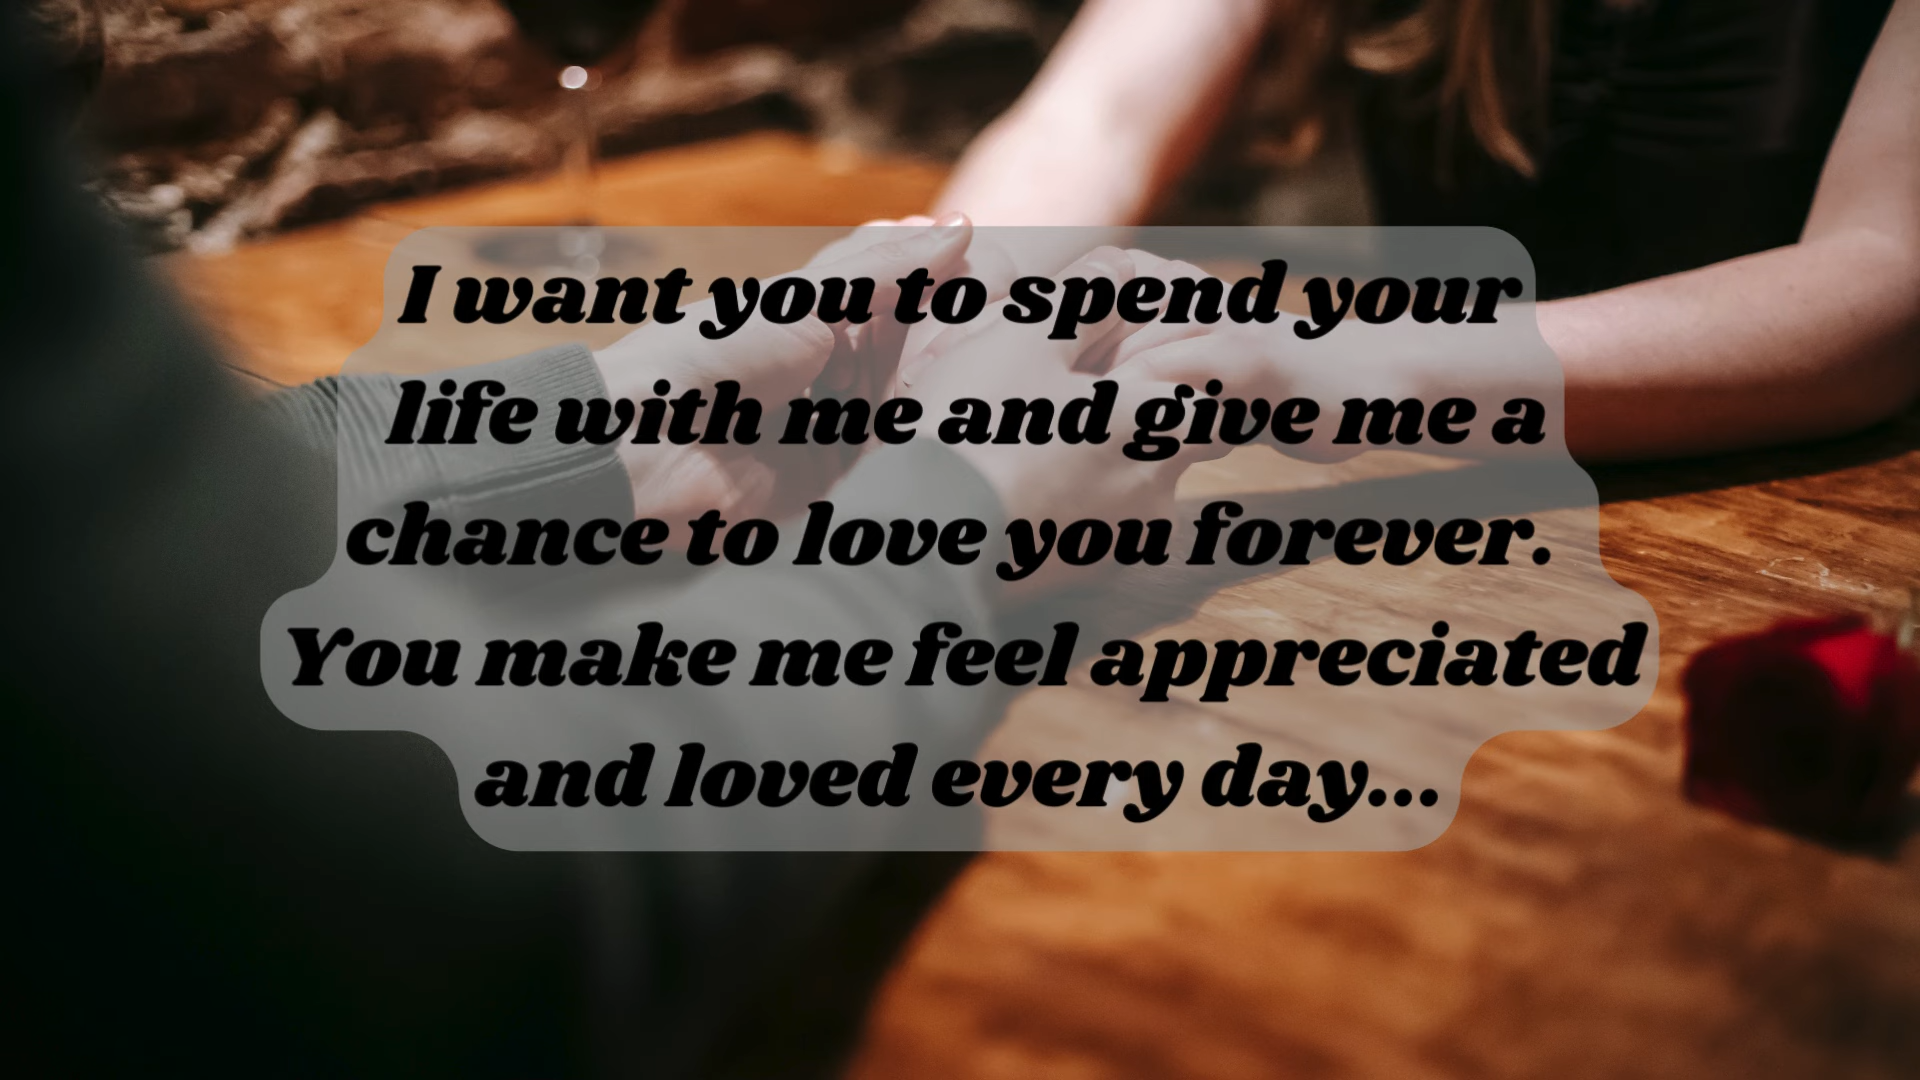 I want you to spend your
life with me and give me a
chance to love you forever.
You make me feel appreciated
and loved every day...